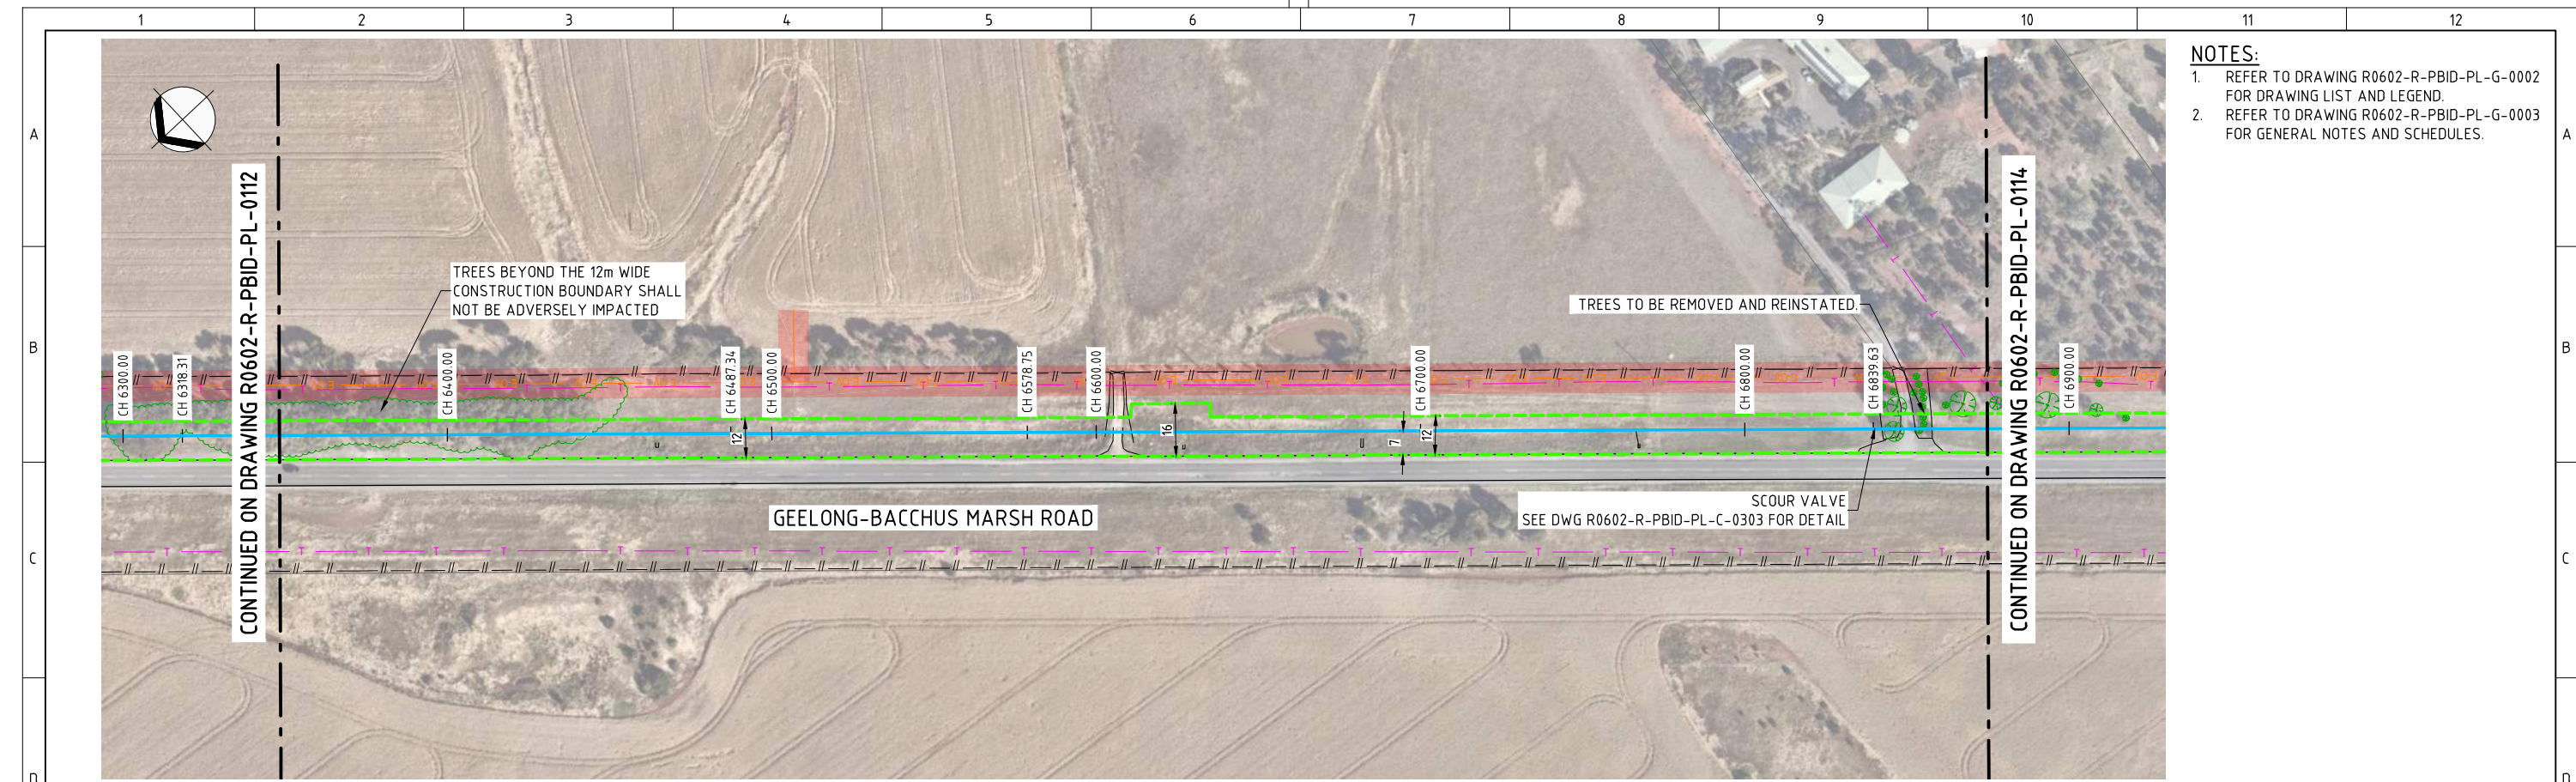 1 2 3 4 5 6 7 8 9 10 11 12
A
B
C
D
A
B
C
D
NOTES:
1. REFER TO DRAWING R0602-R-PBID-PL-G-0002
FOR DRAWING LIST AND LEGEND.
2. REFER TO DRAWING R0602-R-PBID-PL-G-0003
FOR GENERAL NOTES AND SCHEDULES.
CONTINUED ON DRAWING R0602-R-PBID-PL-0112
TREES BEYOND THE 12m WIDE
CONSTRUCTION BOUNDARY SHALL
NOT BE ADVERSELY IMPACTED
TREES TO BE REMOVED AND REINSTATED.
CONTINUED ON DRAWING R0602-R-PBID-PL-0114
CH 6300.00
CH 6318.31
CH 6400.00
CH 6487.34
CH 6500.00
CH 6578.75
CH 6600.00
CH 6700.00
CH 6800.00
CH 6839.63
CH 6900.00
12
16
7
12
SCOUR VALVE
SEE DWG R0602-R-PBID-PL-C-0303 FOR DETAIL
GEELONG-BACCHUS MARSH ROAD